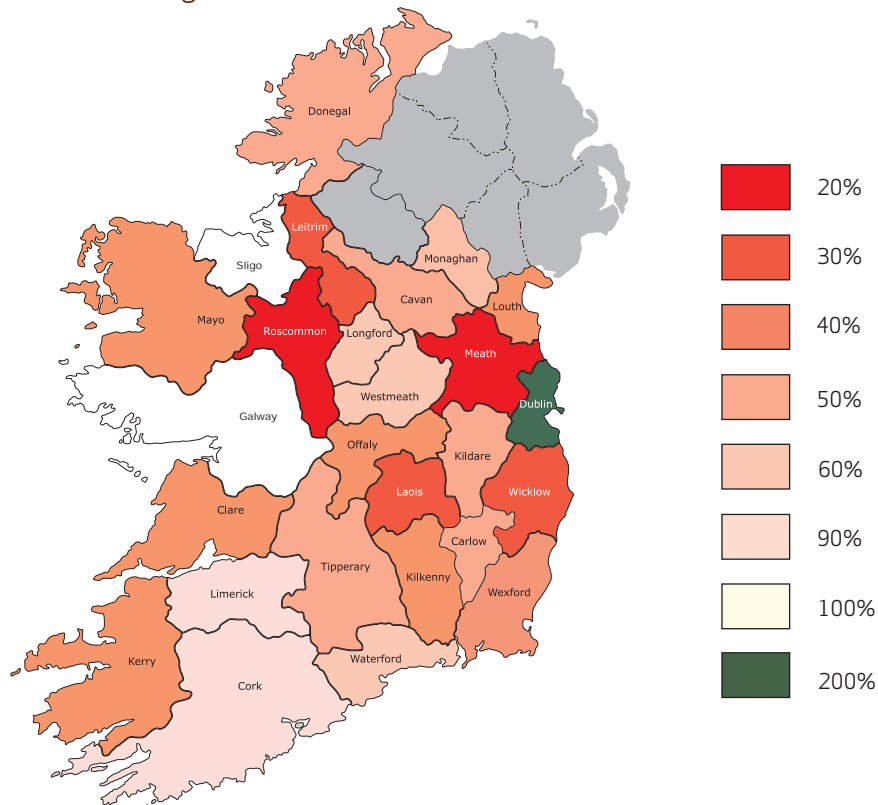 Donegal
Leitrim
Monaghan
Sligo
Cavan
Louth
Mayo
Roscommon
Longford
Meath
Westmeath
Dublin
Galway
Offaly
Kildare
Laois
Wicklow
Clare
Carlow
Tipperary
Kilkenny
Wexford
Limerick
Kerry
Waterford
Cork
20%
30%
40%
50%
60%
90%
100%
200%